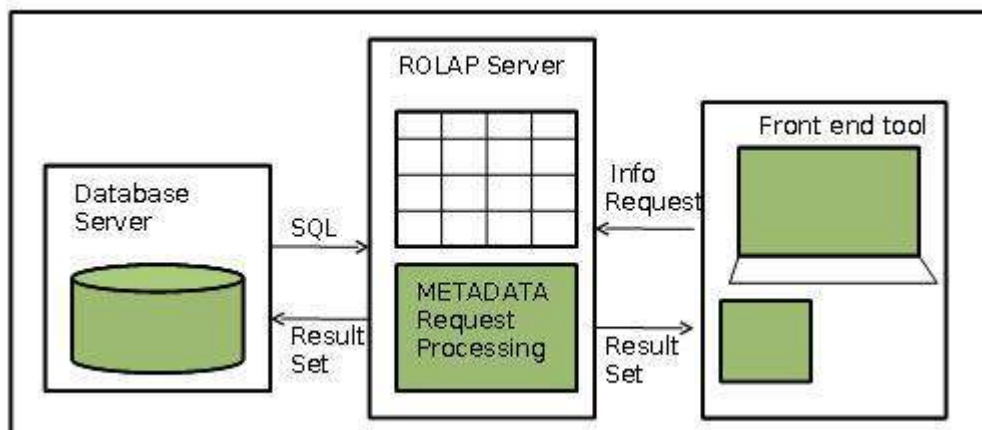 ROLAP Server
Front end tool
Database
Server
SQL
Info
Request
METADATA
Request
Processing
Result
Set
Result
Set